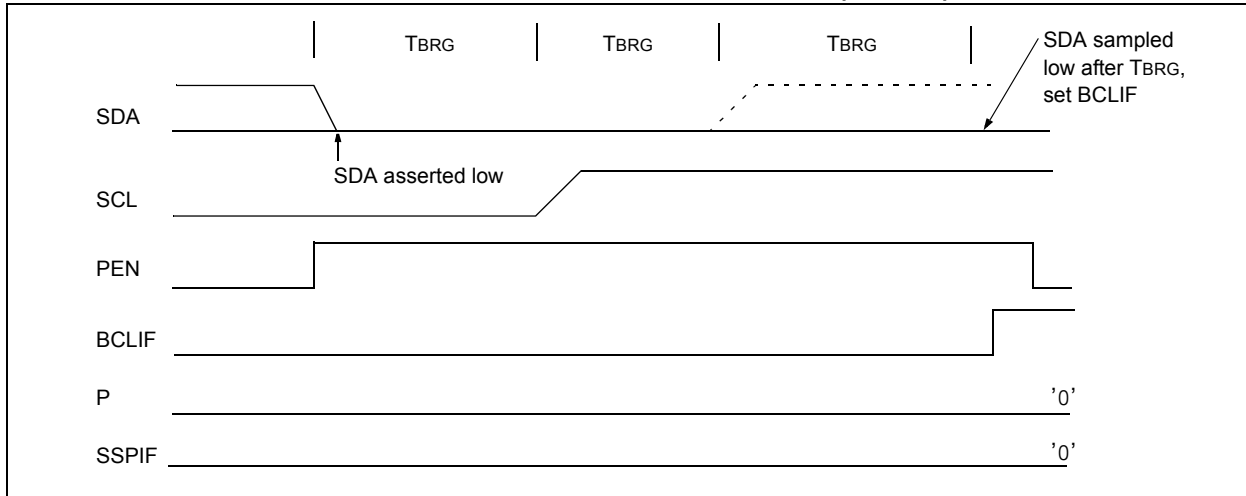 TBRG TBRG TBRG
SDA sampled
low after TBRG,
set BCLIF
SDA
SDA asserted low
SCL
PEN
BCLIF
P '0'
SSPIF '0'